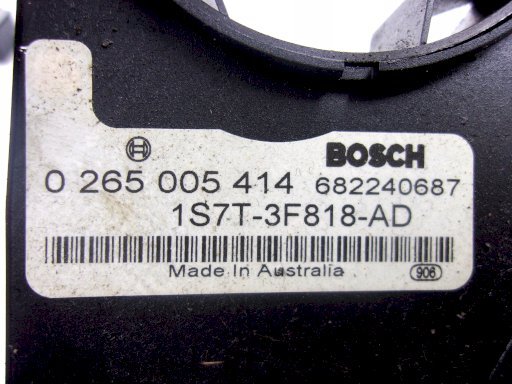 BOSCH
0 265 005 414 682240687
1S7T-3F818-AD
Made In Australia 906